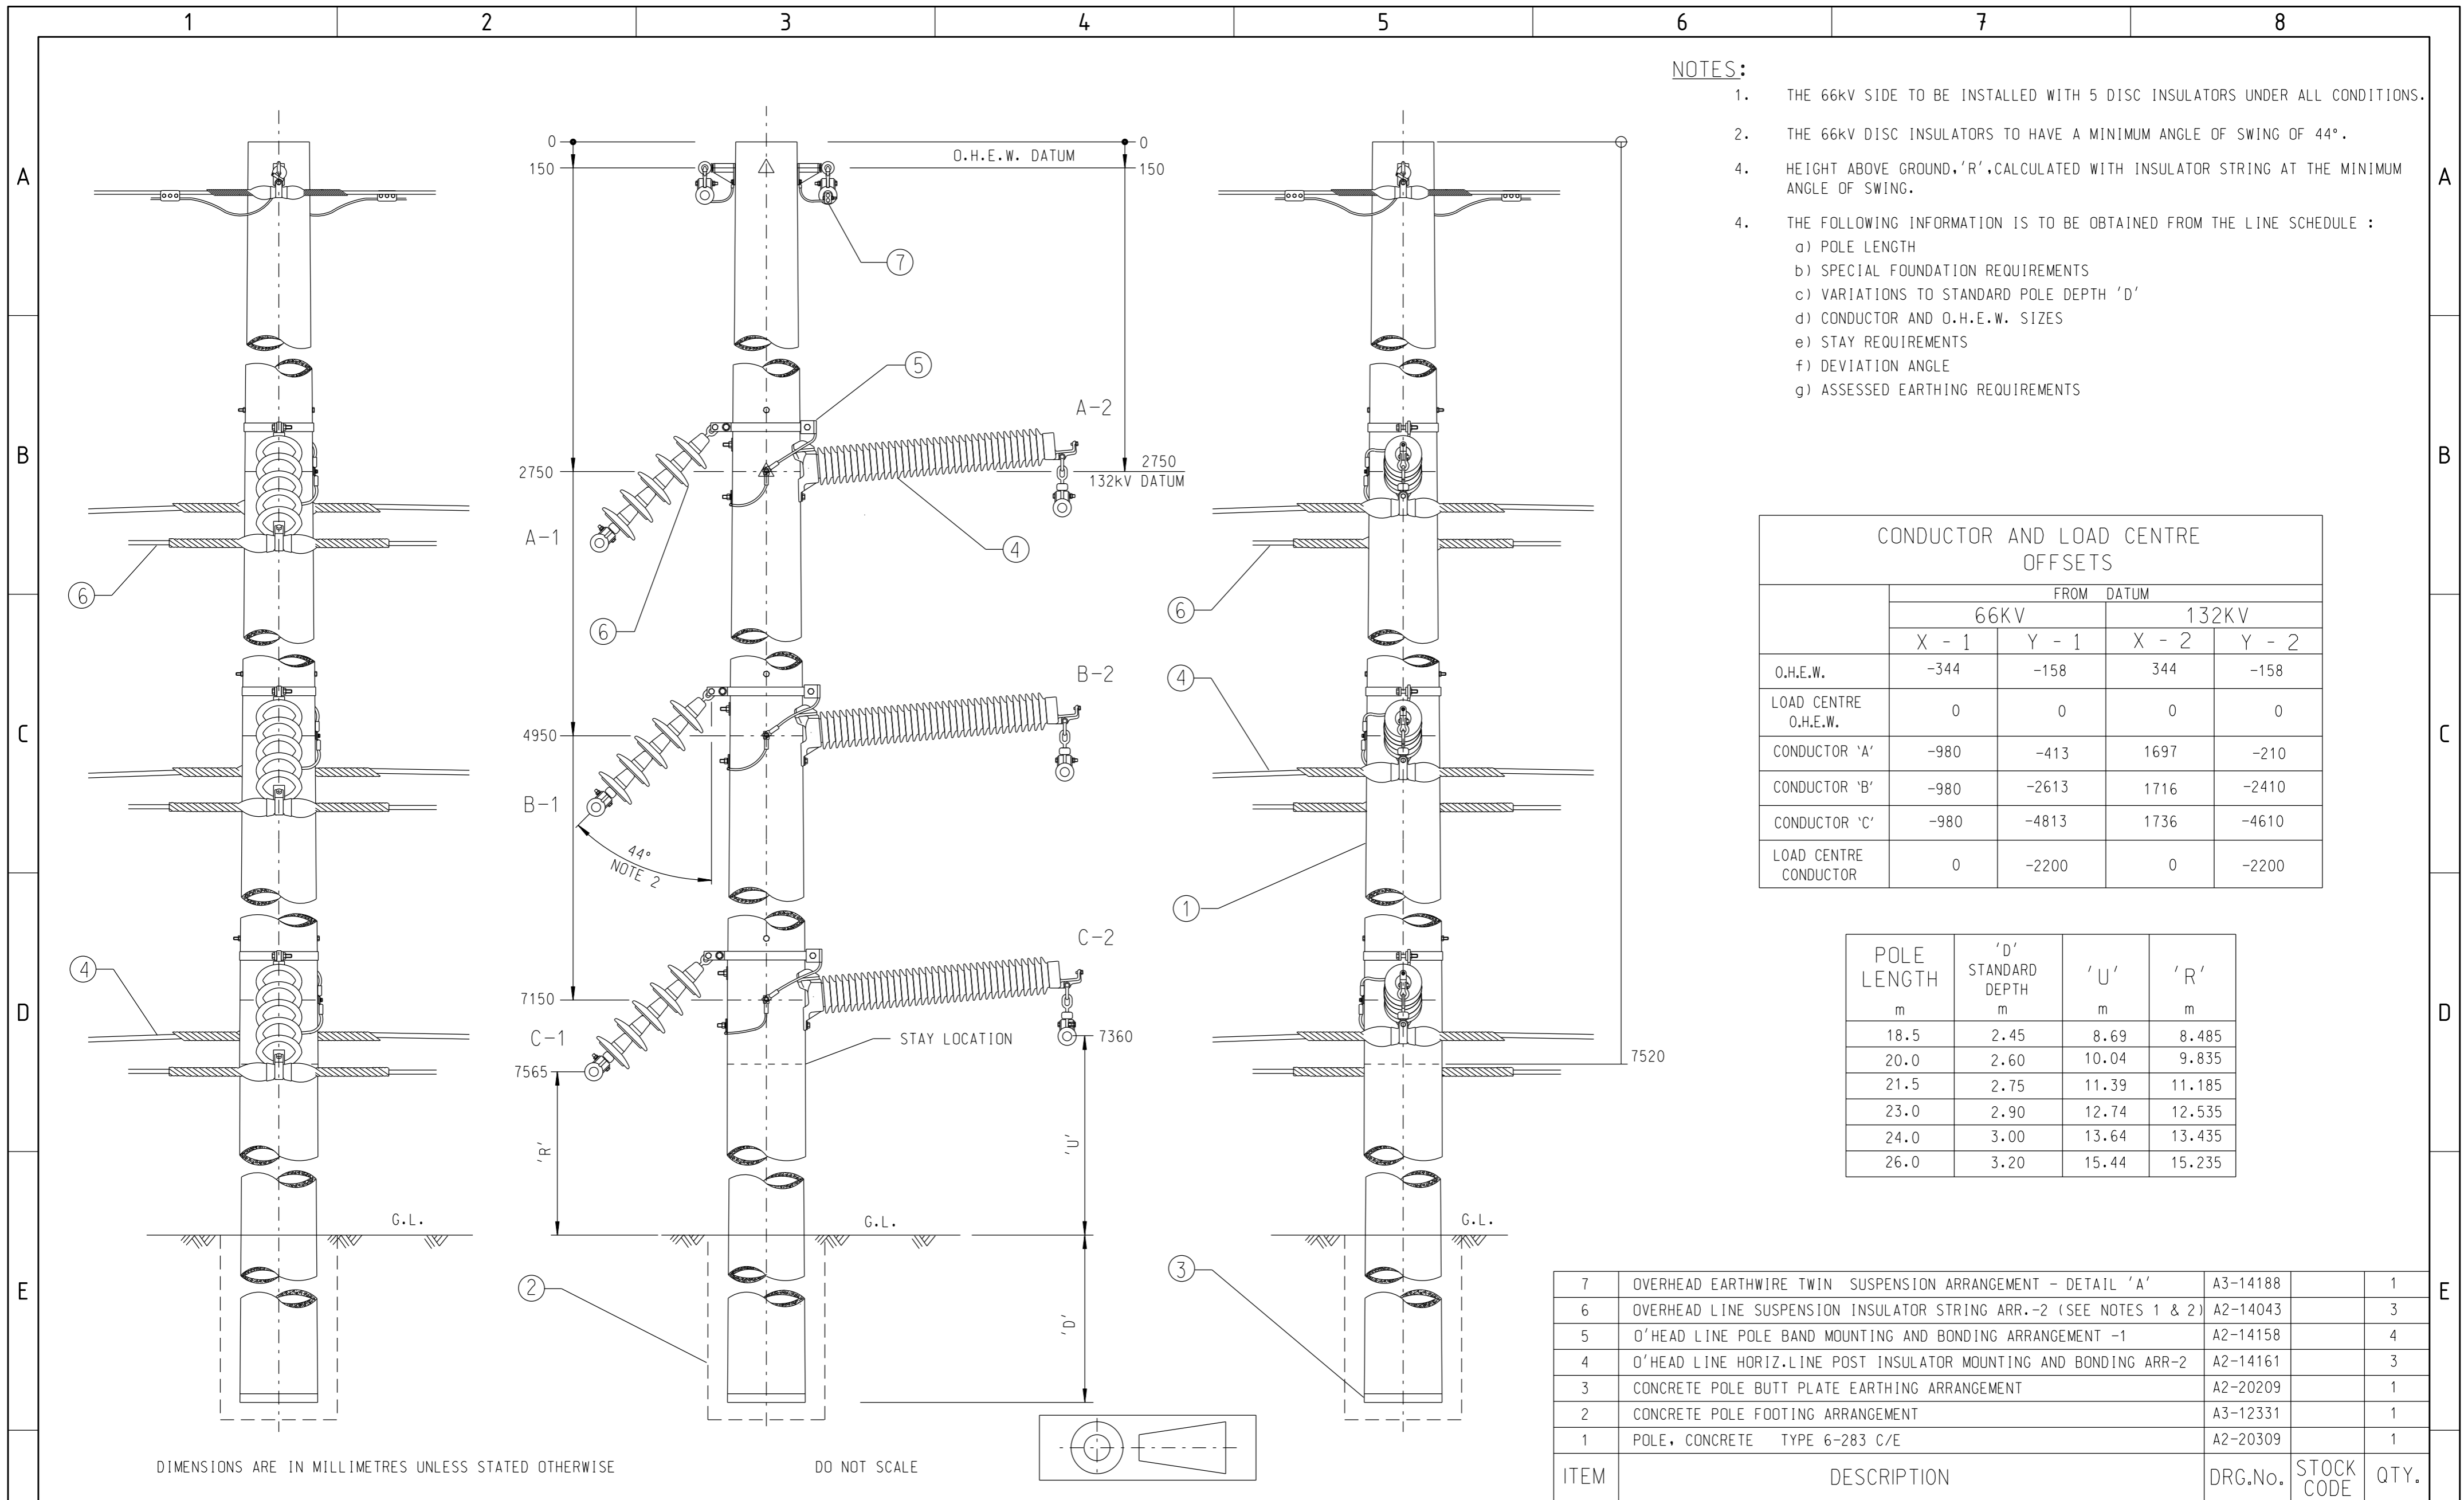 1 2 3 4 5 6 7 8
A
B
C
D
E
A
B
C
D
E
NOTES:
1. THE 66kV SIDE TO BE INSTALLED WITH 5 DISC INSULATORS UNDER ALL CONDITIONS.
2. THE 66kV DISC INSULATORS TO HAVE A MINIMUM ANGLE OF SWING OF 44°.
4. HEIGHT ABOVE GROUND,'R',CALCULATED WITH INSULATOR STRING AT THE MINIMUM
ANGLE OF SWING.
4. THE FOLLOWING INFORMATION IS TO BE OBTAINED FROM THE LINE SCHEDULE :
a) POLE LENGTH
b) SPECIAL FOUNDATION REQUIREMENTS
c) VARIATIONS TO STANDARD POLE DEPTH 'D'
d) CONDUCTOR AND O.H.E.W. SIZES
e) STAY REQUIREMENTS
f) DEVIATION ANGLE
g) ASSESSED EARTHING REQUIREMENTS
6
4
0
150
0
150
O.H.E.W. DATUM
7
5
A-2
2750
2750
132kV DATUM
A-1
4
6
B-2
4950
B-1
44°
NOTE 2
C-2
7150
C-1
STAY LOCATION
7360
7565
'R'
'U'
G.L.
G.L.
G.L.
2
'D'
6
4
1
7520
3
CONDUCTOR AND LOAD CENTRE
OFFSETS
FROM DATUM
66KV 132KV
X - 1 Y - 1 X - 2 Y - 2
O.H.E.W. -344 -158 344 -158
LOAD CENTRE
O.H.E.W. 0 0 0 0
CONDUCTOR `A' -980 -413 1697 -210
CONDUCTOR `B' -980 -2613 1716 -2410
CONDUCTOR `C' -980 -4813 1736 -4610
LOAD CENTRE
CONDUCTOR 0 -2200 0 -2200
POLE
LENGTH
m
'D'
STANDARD
DEPTH
m
'U'
m
'R'
m
18.5 2.45 8.69 8.485
20.0 2.60 10.04 9.835
21.5 2.75 11.39 11.185
23.0 2.90 12.74 12.535
24.0 3.00 13.64 13.435
26.0 3.20 15.44 15.235
7 OVERHEAD EARTHWIRE TWIN SUSPENSION ARRANGEMENT - DETAIL 'A' A3-14188 1
6 OVERHEAD LINE SUSPENSION INSULATOR STRING ARR.-2 (SEE NOTES 1 & 2) A2-14043 3
5 O'HEAD LINE POLE BAND MOUNTING AND BONDING ARRANGEMENT -1 A2-14158 4
4 O'HEAD LINE HORIZ.LINE POST INSULATOR MOUNTING AND BONDING ARR-2 A2-14161 3
3 CONCRETE POLE BUTT PLATE EARTHING ARRANGEMENT A2-20209 1
2 CONCRETE POLE FOOTING ARRANGEMENT A3-12331 1
1 POLE, CONCRETE TYPE 6-283 C/E A2-20309 1
ITEM DESCRIPTION DRG.No. STOCK CODE QTY.
DIMENSIONS ARE IN MILLIMETRES UNLESS STATED OTHERWISE
DO NOT SCALE